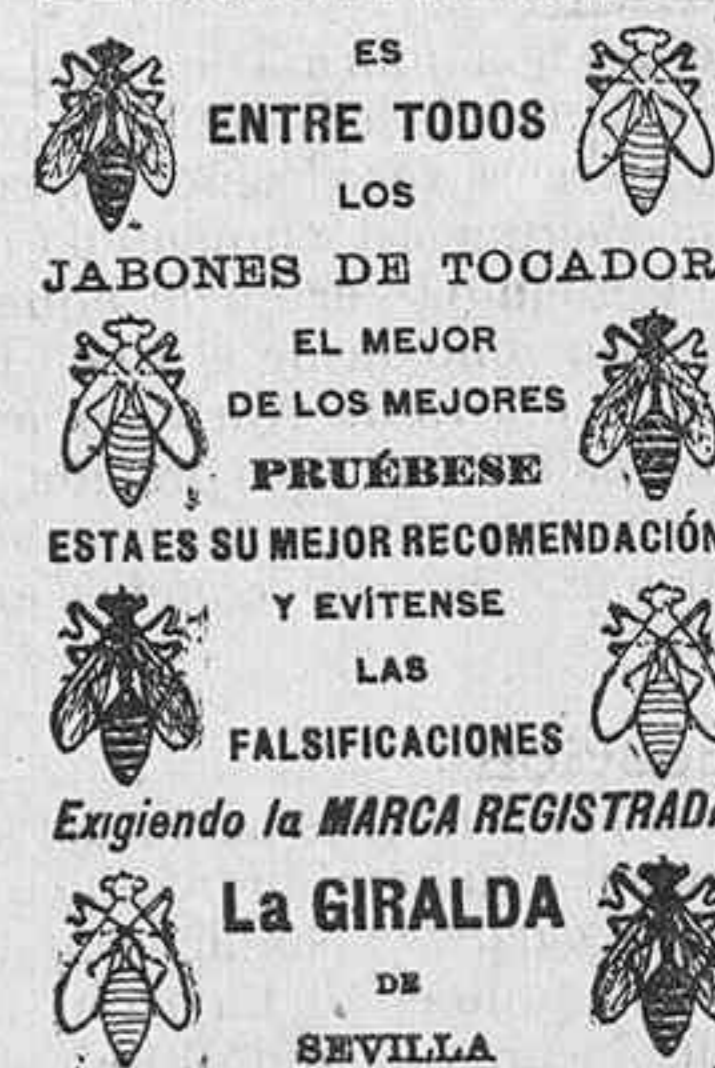 ES
ENTRE TODOS
LOS
JABONES DE TOCADOR
EL MEJOR
DE LOS MEJORES
PRUÉBESE
ESTA ES SU MEJOR RECOMENDACIÓN
Y EVÍTENSE
LAS
FALSIFICACIONES
Exigiendo la MARCA REGISTRADA
La GIRALDA
DE
SEVILLA